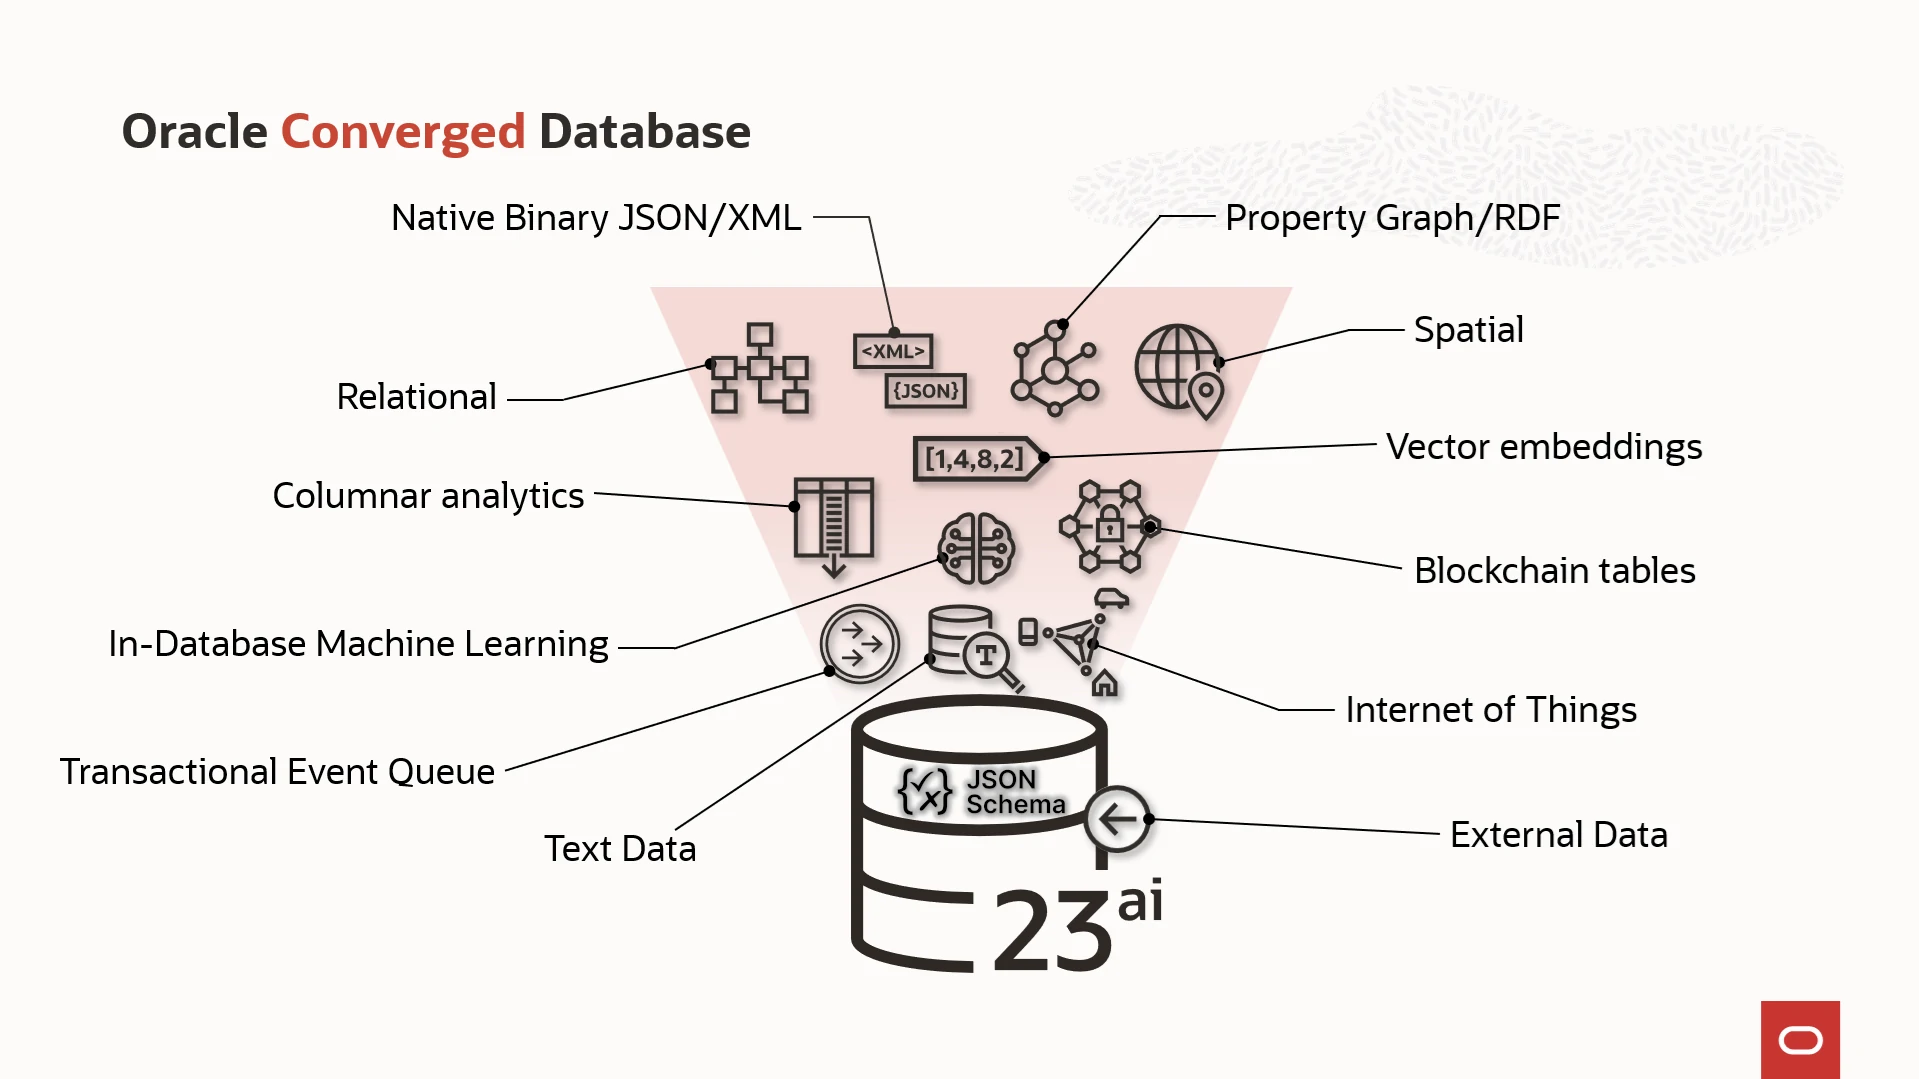 Oracle Converged Database
Native Binary JSON/XML
Property Graph/RDF
Spatial
<XML>
{JSON}
Relational
Vector embeddings
[1,4,8,2]
Columnar analytics
Blockchain tables
In-Database Machine Learning
T
Internet of Things
Transactional Event Queue
JSON
Schema
Text Data
External Data
23ai